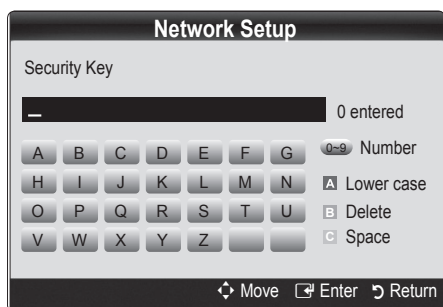 Network Setup
Security Key
_ 0 entered
A B C D E F G 0~9 Number
H I J K L M N A Lower case
O P Q R S T U B Delete
V W X Y Z C Space
Move Enter Return